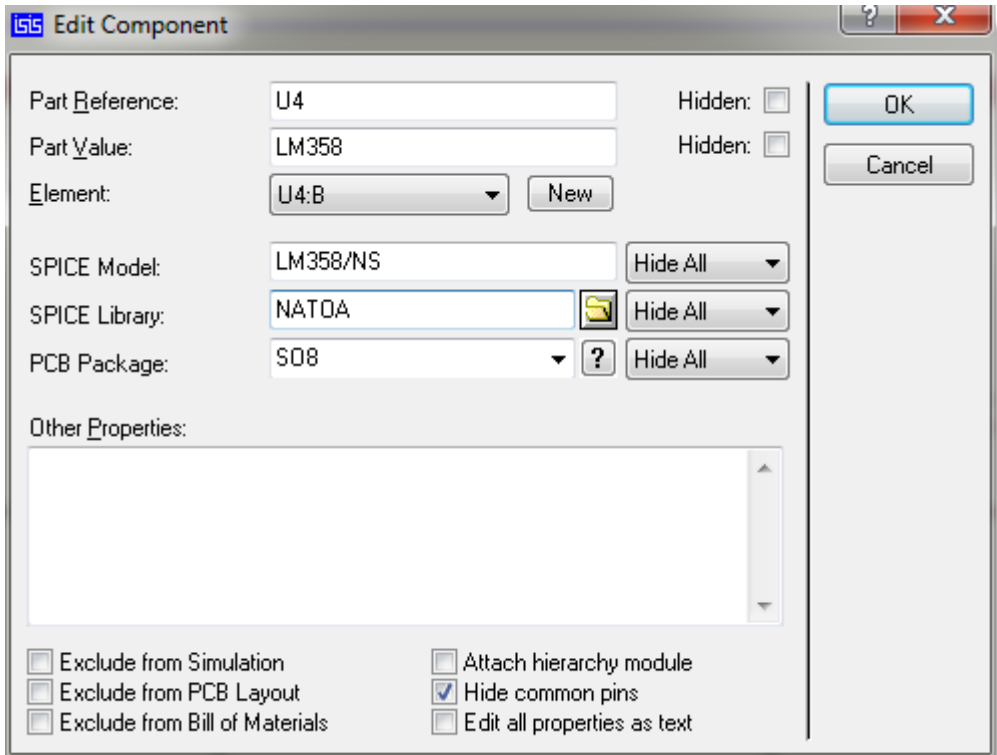 isis Edit Component ? x
Part Reference: U4 Hidden:
Part Value: LM358 Hidden:
Element: U4:B New
SPICE Model: LM358/NS Hide All
SPICE Library: NATOA Hide All
PCB Package: SO8 ? Hide All
Other Properties:
Exclude from Simulation Attach hierarchy module
Exclude from PCB Layout Hide common pins
Exclude from Bill of Materials Edit all properties as text
OK
Cancel